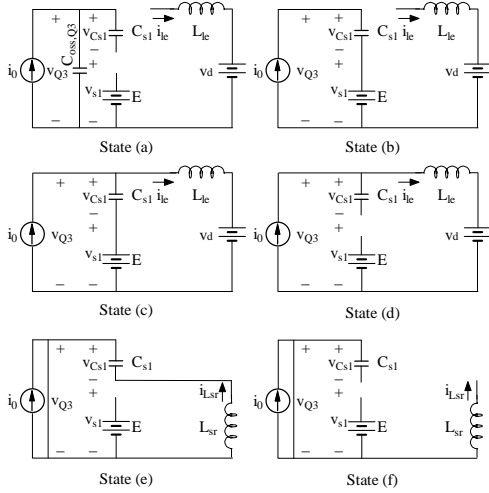 i0 vQ3 Coss,Q3 + − + vCs1 − Cs1 + vs1 − E ile Lle vd
State (a)
i0 vQ3 + − + vCs1 − Cs1 + vs1 − E ile Lle vd
State (b)
i0 vQ3 + − + vCs1 − Cs1 + vs1 − E ile Lle vd
State (c)
i0 vQ3 + − + vCs1 − Cs1 + vs1 − E ile Lle vd
State (d)
i0 vQ3 + − + vCs1 − Cs1 + vs1 − E iLsr Lsr
State (e)
i0 vQ3 + − + vCs1 − Cs1 + vs1 − E iLsr Lsr
State (f)